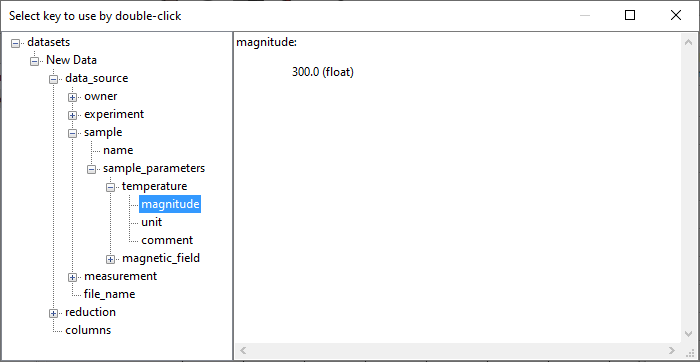 Select key to use by double-click
datasets
New Data
data_source
owner
experiment
sample
name
sample_parameters
temperature
magnitude
unit
comment
magnetic_field
measurement
file_name
reduction
columns
magnitude:
300.0 (float)